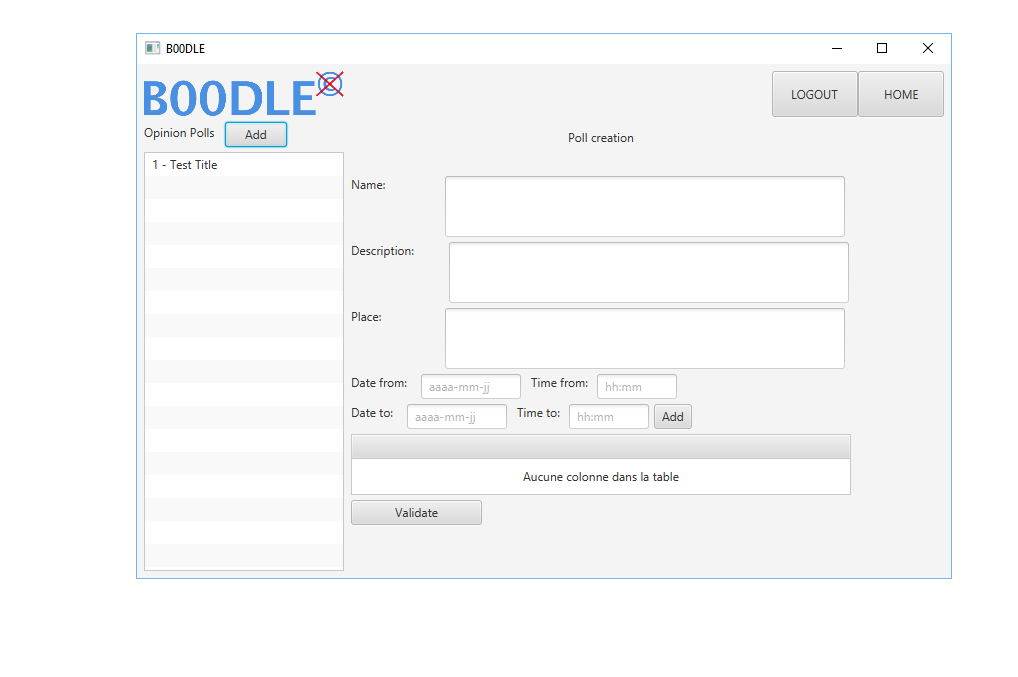 B00DLE
B00DLE
LOGOUT
HOME
Opinion Polls
Add
Poll creation
1 - Test Title
Name:
Description:
Place:
Date from:
aaaa-mm-jj
Time from:
hh:mm
Date to:
aaaa-mm-jj
Time to:
hh:mm
Add
Aucune colonne dans la table
Validate